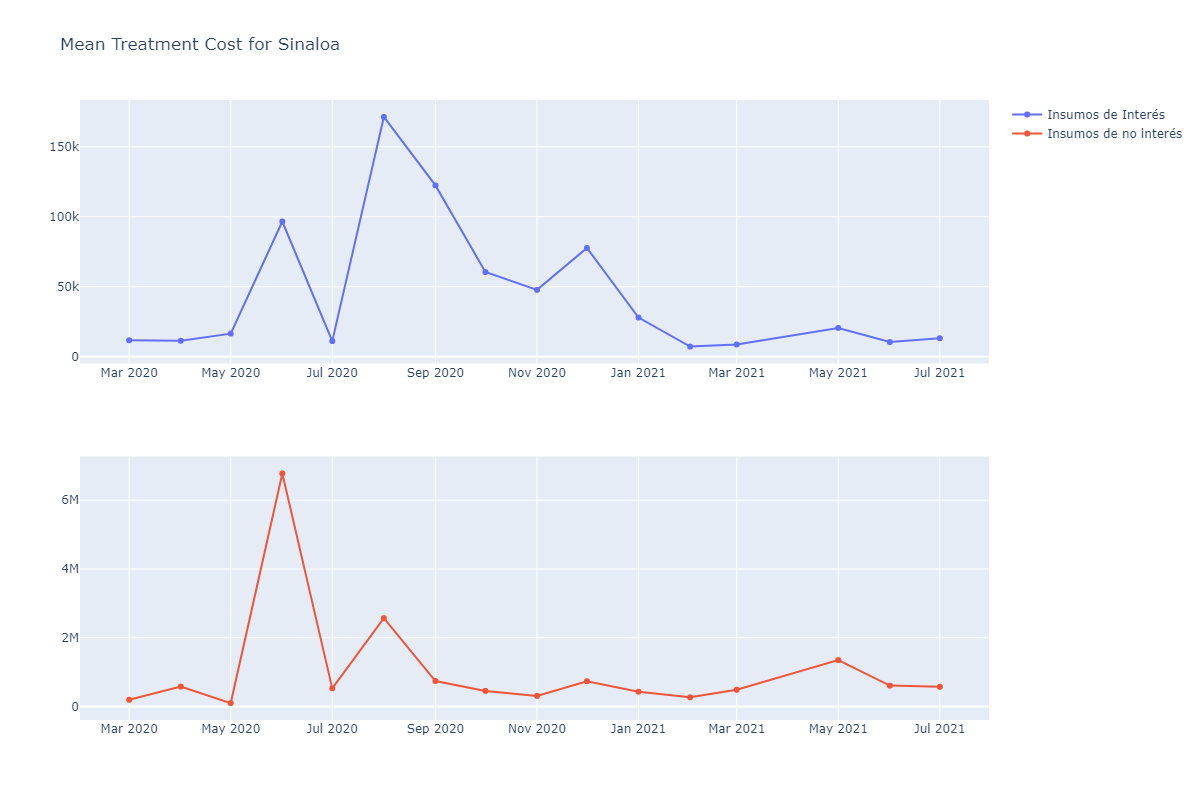 Mean Treatment Cost for Sinaloa
Insumos de Interés
Insumos de no interés
150k
100k
50k
0
Mar 2020 May 2020 Jul 2020 Sep 2020 Nov 2020 Jan 2021 Mar 2021 May 2021 Jul 2021
6M
4M
2M
0
Mar 2020 May 2020 Jul 2020 Sep 2020 Nov 2020 Jan 2021 Mar 2021 May 2021 Jul 2021